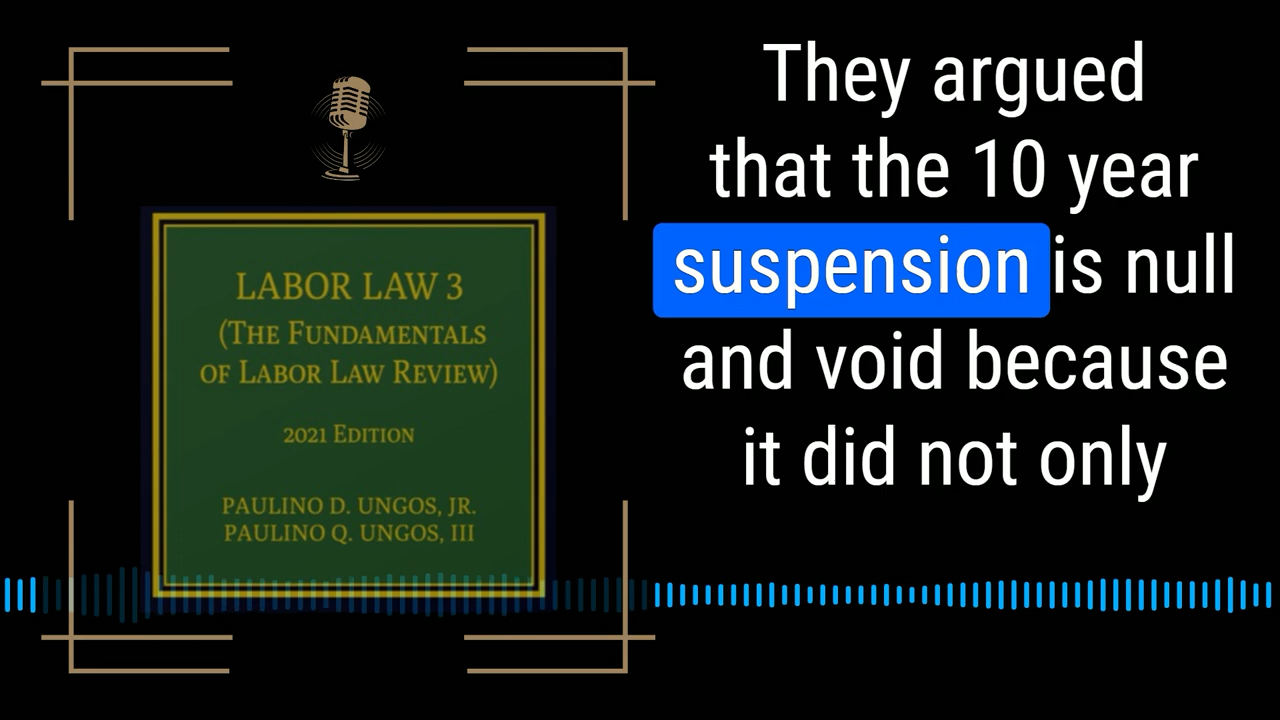 They argued
that the 10 year
suspension is null
and void because
it did not only
LABOR LAW 3
(THE FUNDAMENTALS
OF LABOR LAW REVIEW)
2021 EDITION
PAULINO D. UNGOS, JR.
PAULINO Q. UNGOS, III